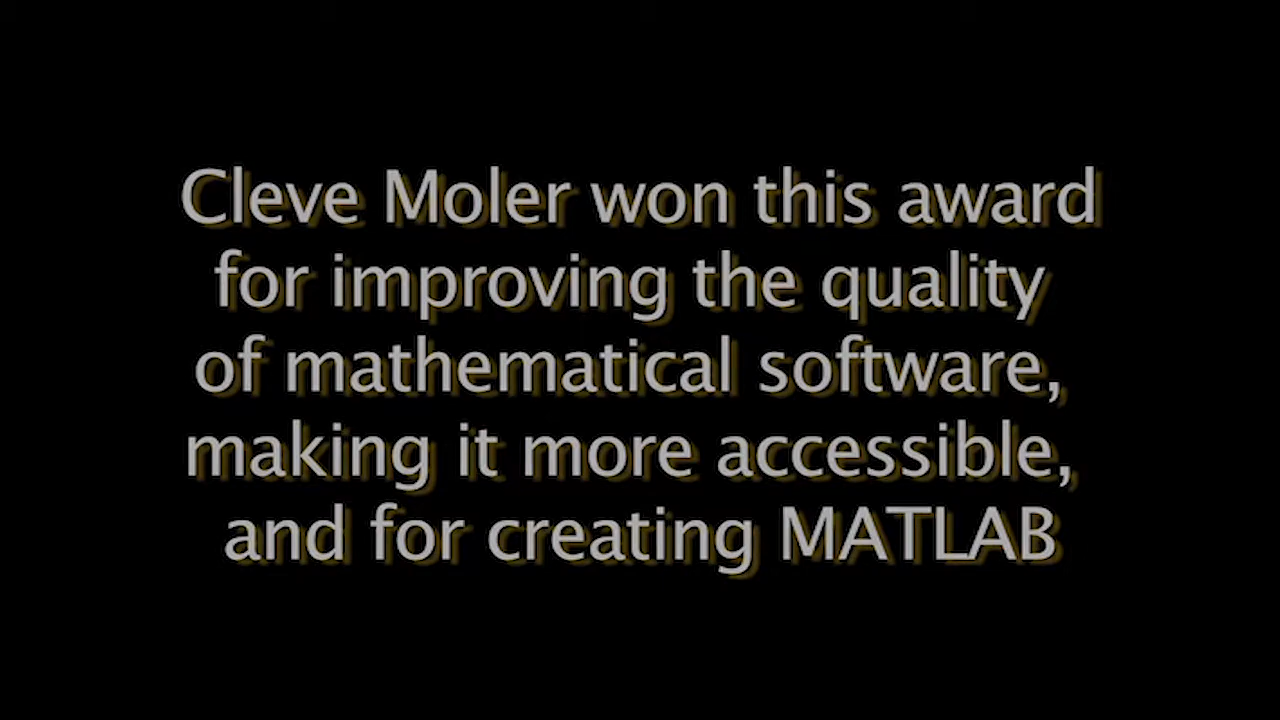 Cleve Moler won this award
for improving the quality
of mathematical software,
making it more accessible,
and for creating MATLAB